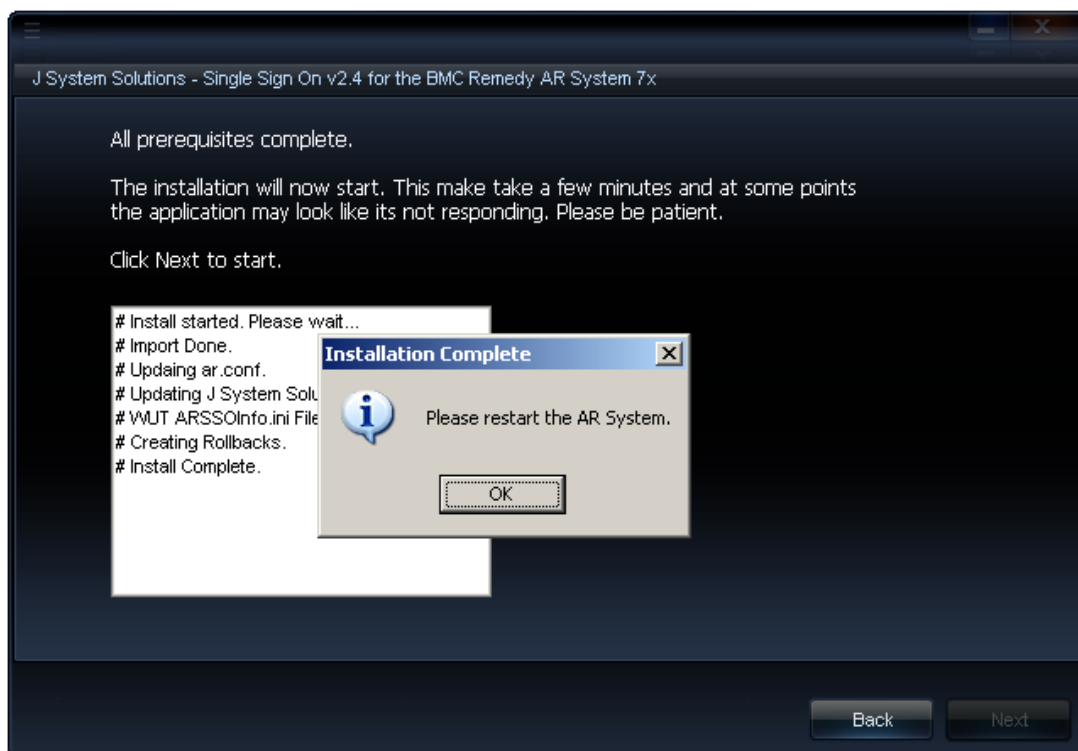 J System Solutions - Single Sign On v2.4 for the BMC Remedy AR System 7x
All prerequisites complete.
The installation will now start. This make take a few minutes and at some points
the application may look like its not responding. Please be patient.
Click Next to start.
# Install started. Please wait...
# Import Done.
# Updaing ar.conf.
# Updating J System Solu
# WUT ARSSOInfo.ini File
# Creating Rollbacks.
# Install Complete.
Installation Complete
Please restart the AR System.
OK
Back
Next